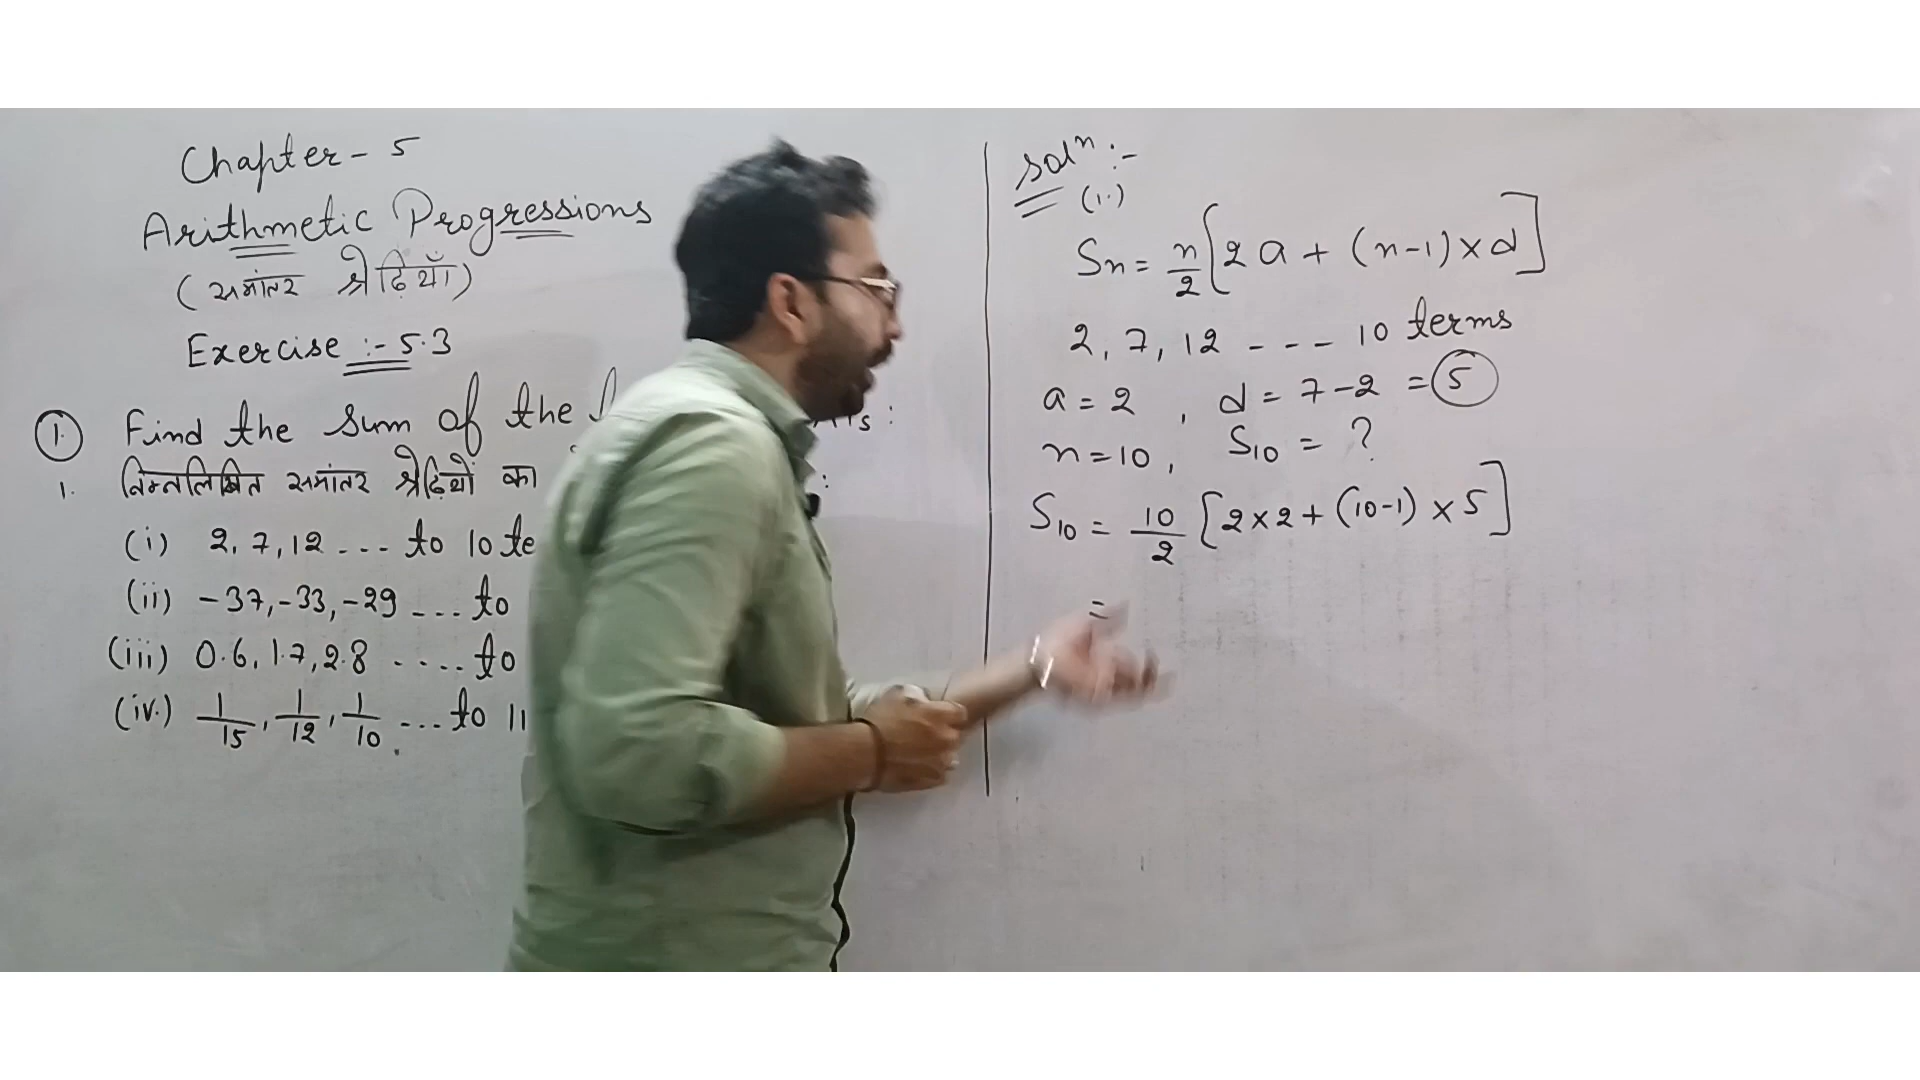 Chapter - 5
Arithmetic Progressions
(समांतर श्रेढ़ियाँ)
Exercise :- 5.3
1. Find the sum of the
1. निम्नलिखित समांतर श्रेढ़ियों का :
(i) 2, 7, 12 ... to 10 te
(ii) -37, -33, -29 ... to
(iii) 0.6, 1.7, 2.8 .... to
(iv.) 1/15, 1/12, 1/10 ... to 11
Solⁿ :-
(i.)
Sn = n/2 [2a + (n-1) × d]
2, 7, 12 --- 10 terms
a = 2 , d = 7-2 = 5
n = 10, S10 = ?
S10 = 10/2 [2×2 + (10-1) × 5]
=